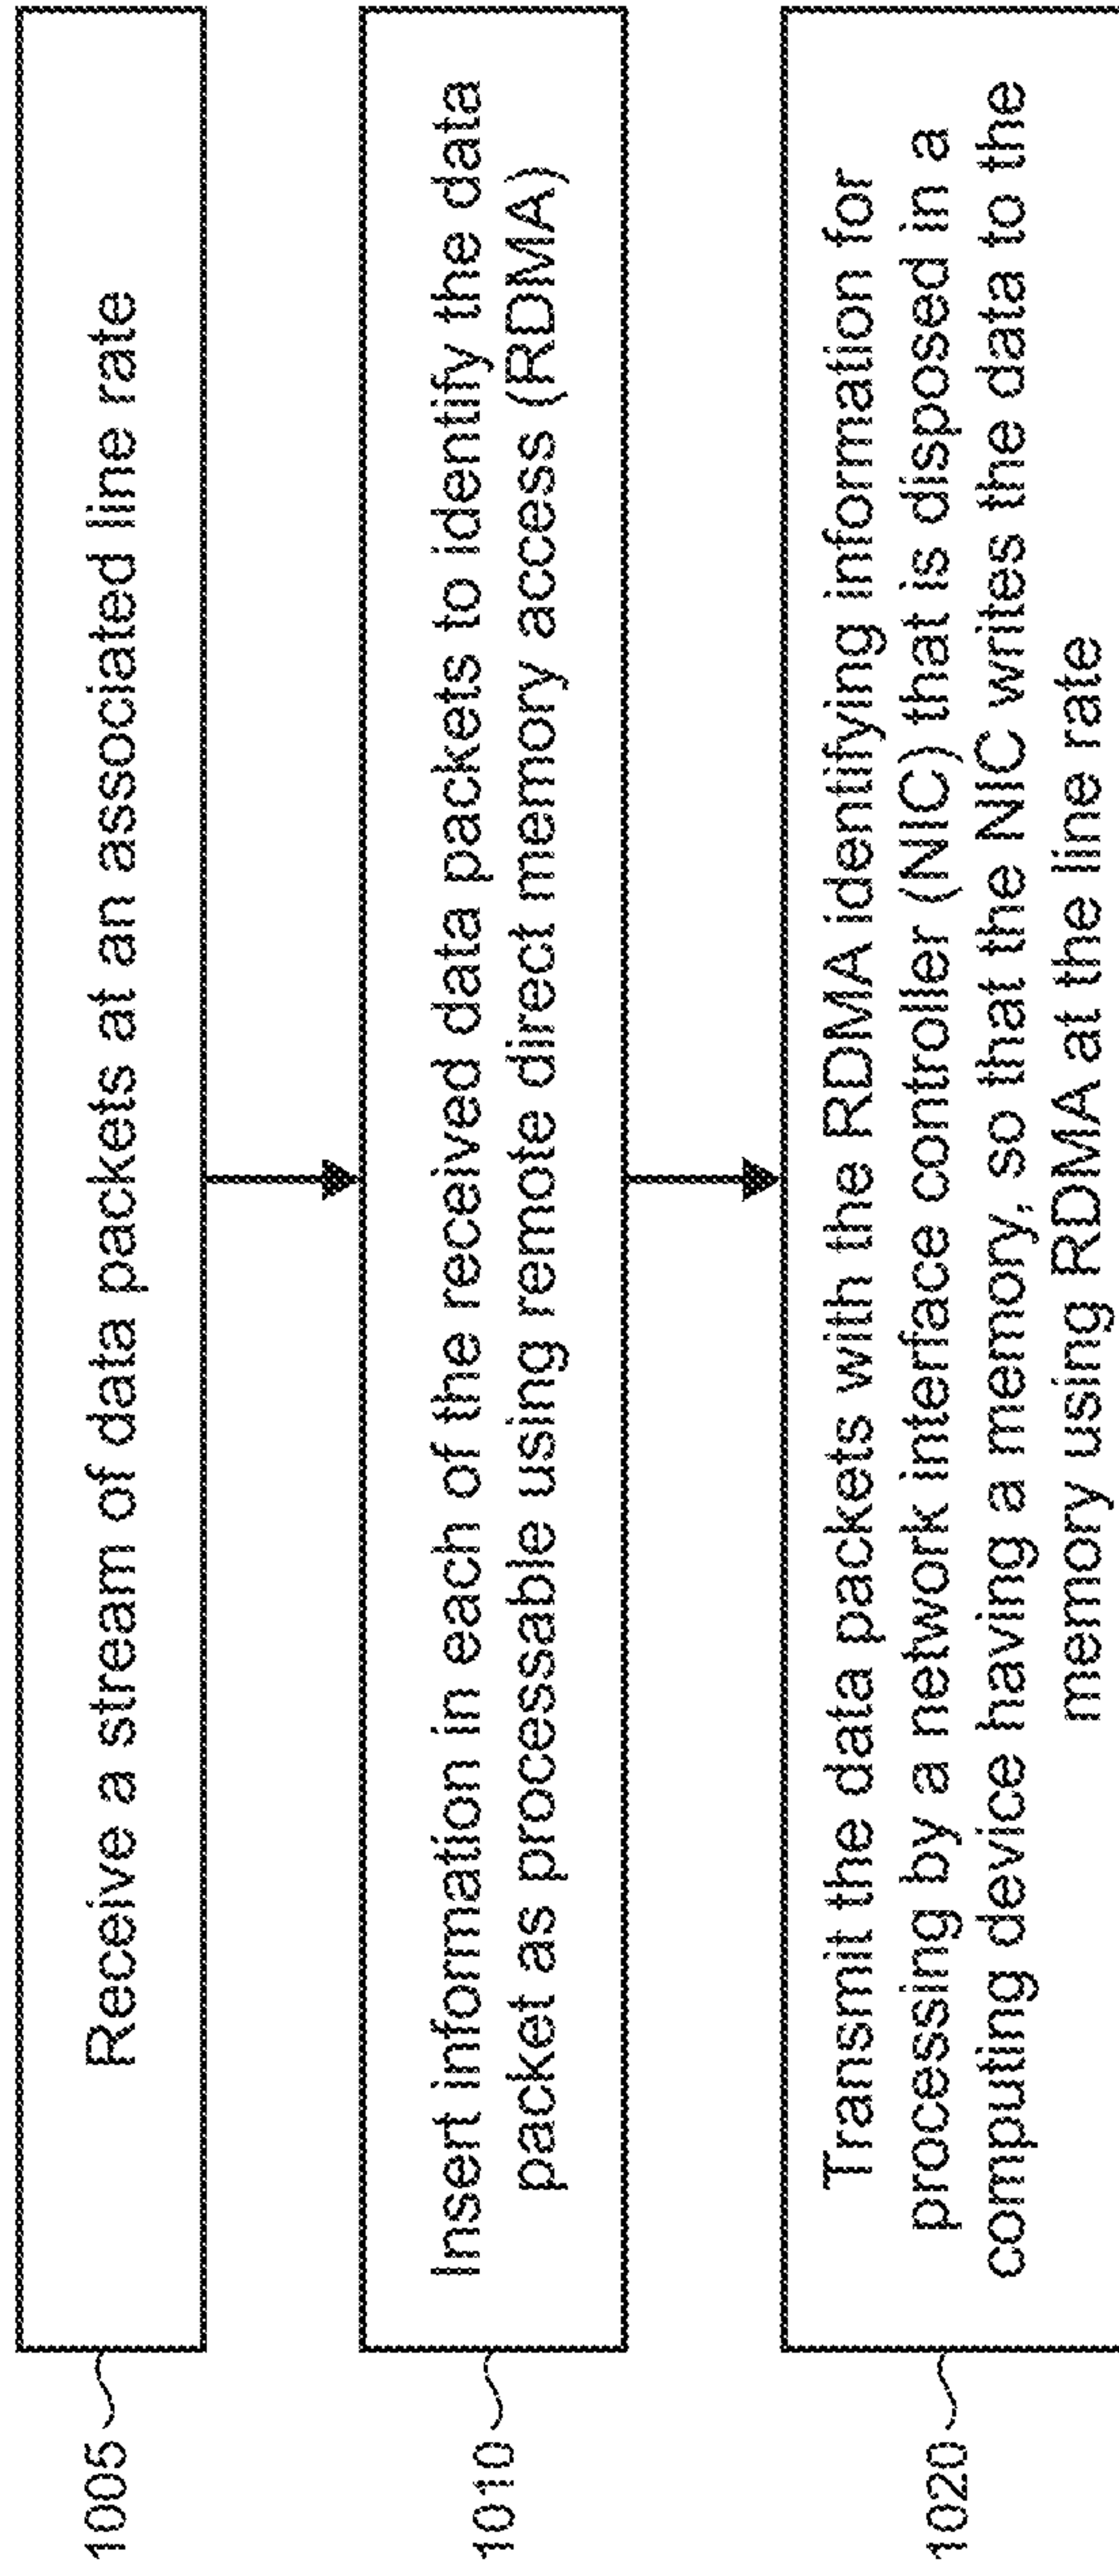 1005
Receive a stream of data packets at an associated line rate
1010
Insert information in each of the received data packets to identify the data
packet as processable using remote direct memory access (RDMA)
1020
Transmit the data packets with the RDMA identifying information for
processing by a network interface controller (NIC) that is disposed in a
computing device having a memory, so that the NIC writes the data to the
memory using RDMA at the line rate